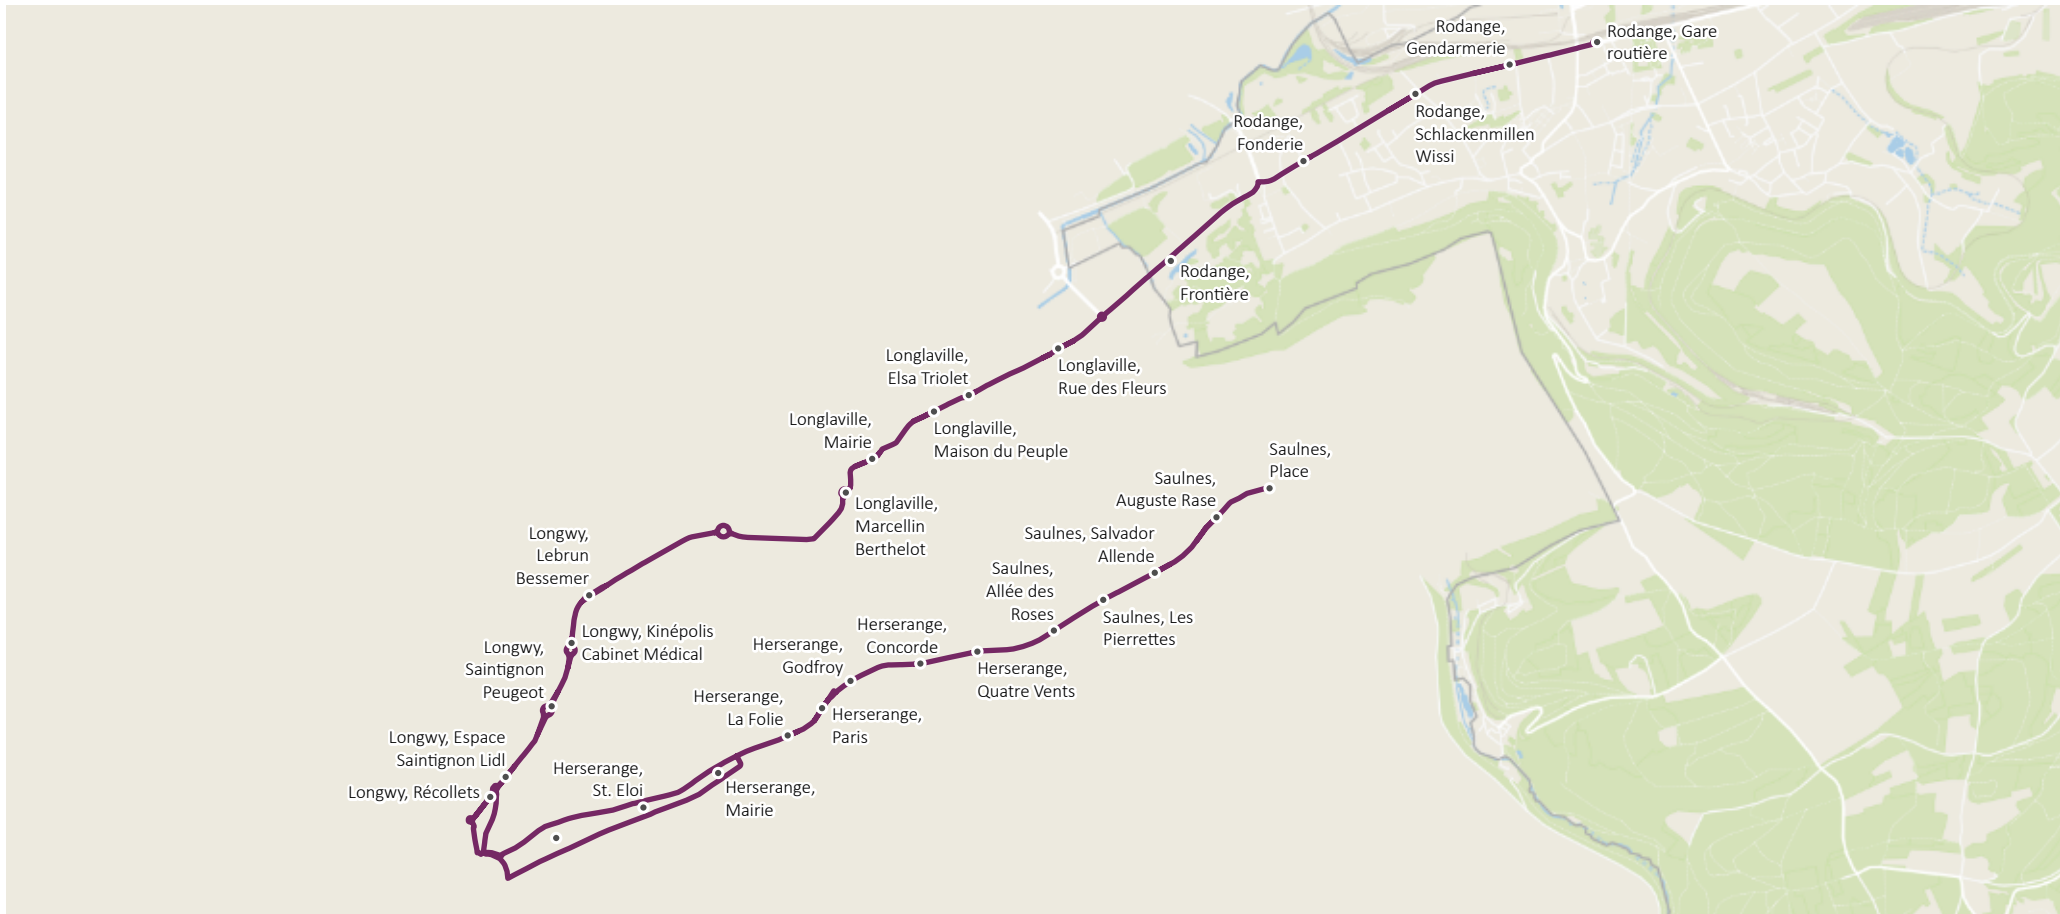 Rodange,
Gendarmerie
Rodange, Gare
routière
Rodange,
Schlackenmillen
Wissi
Rodange,
Fonderie
Rodange,
Frontière
Longlaville,
Elsa Triolet
Longlaville,
Rue des Fleurs
Longlaville,
Mairie
Longlaville,
Maison du Peuple
Longlaville,
Marcellin
Berthelot
Longwy,
Lebrun
Bessemer
Longwy, Kinépolis
Cabinet Médical
Longwy,
Saintignon
Peugeot
Longwy, Espace
Saintignon Lidl
Longwy, Récollets
Herserange,
St. Eloi
Herserange,
Mairie
Herserange,
La Folie
Herserange,
Paris
Herserange,
Godfroy
Herserange,
Concorde
Herserange,
Quatre Vents
Saulnes,
Allée des
Roses
Saulnes, Les
Pierrettes
Saulnes, Salvador
Allende
Saulnes,
Auguste Rase
Saulnes,
Place